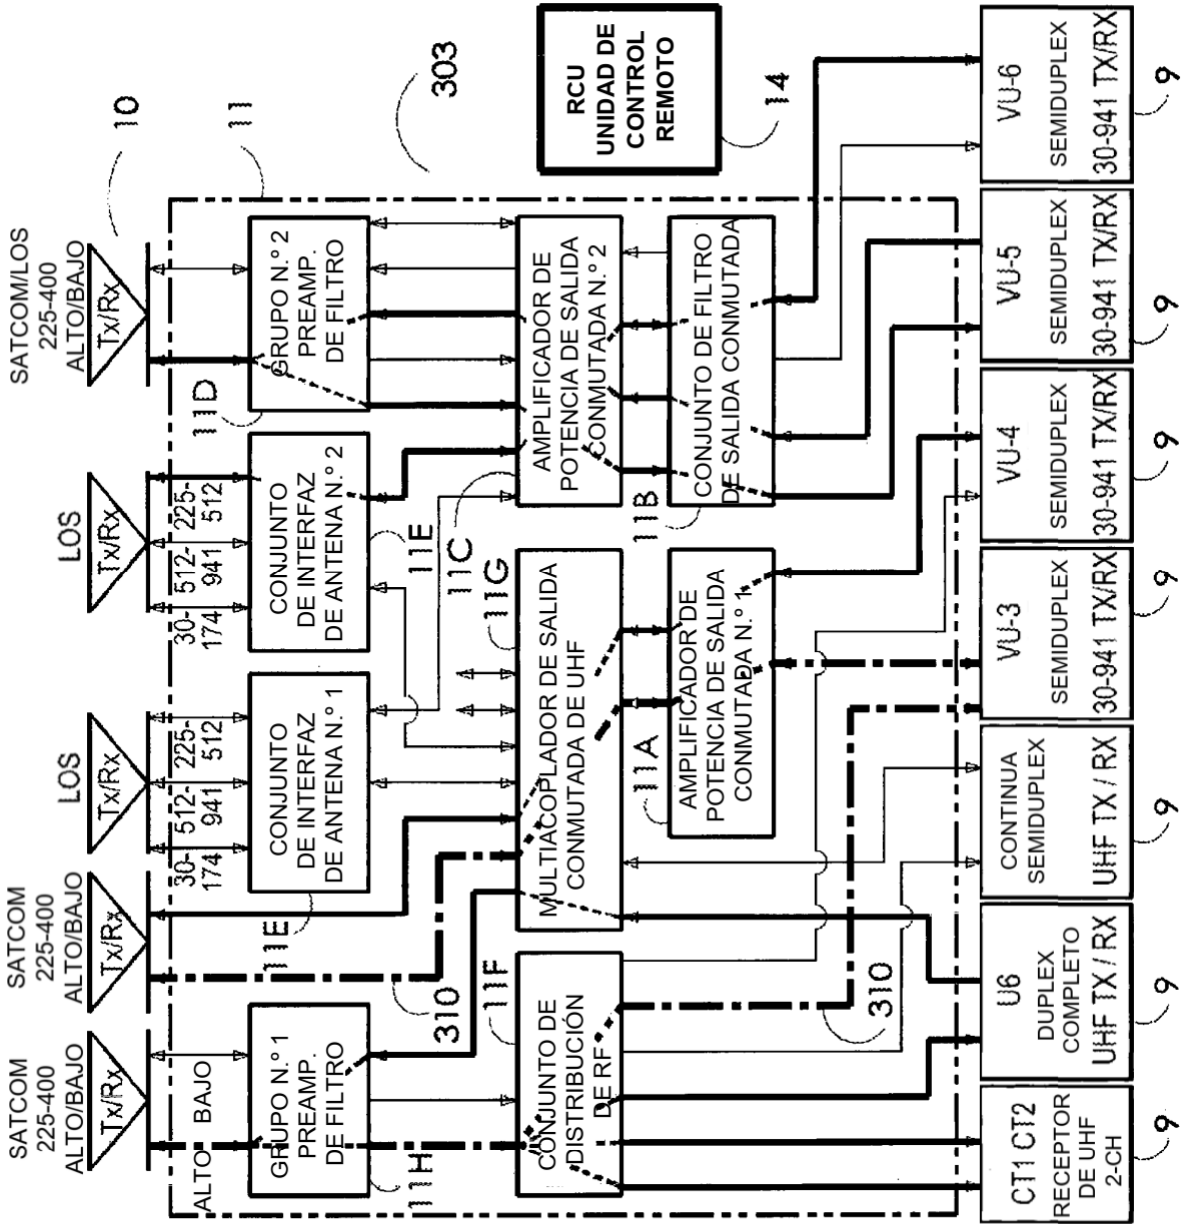 SATCOM
225-400
ALTO/BAJO
Tx/Rx
SATCOM
225-400
ALTO/BAJO
Tx/Rx
LOS
Tx/Rx
LOS
Tx/Rx
SATCOM/LOS
225-400
ALTO/BAJO
Tx/Rx
10
ALTO
BAJO
30-
174
512-
941
225-
512
30-
174
512-
941
225-
512
11
GRUPO N.º 1
PREAMP.
DE FILTRO
11H
310
CONJUNTO
DE INTERFAZ
DE ANTENA N.º 1
11E
CONJUNTO
DE INTERFAZ
DE ANTENA N.º 2
11E
GRUPO N.º 2
PREAMP.
DE FILTRO
11D
303
CONJUNTO DE
DISTRIBUCIÓN
DE RF
11F
MULTIACOPLADOR DE SALIDA
CONMUTADA DE UHF
11G
AMPLIFICADOR DE
POTENCIA DE SALIDA
CONMUTADA N.º 2
11C
RCU
UNIDAD DE
CONTROL
REMOTO
14
AMPLIFICADOR DE
POTENCIA DE SALIDA
CONMUTADA N.º 1
11A
CONJUNTO DE FILTRO
DE SALIDA CONMUTADA
11B
310
CT1 CT2
RECEPTOR
DE UHF
2-CH
9
U6
DUPLEX
COMPLETO
UHF TX / RX
9
CONTINUA
SEMIDUPLEX
UHF TX / RX
9
VU-3
SEMIDUPLEX
30-941 TX/RX
9
VU-4
SEMIDUPLEX
30-941 TX/RX
9
VU-5
SEMIDUPLEX
30-941 TX/RX
9
VU-6
SEMIDUPLEX
30-941 TX/RX
9